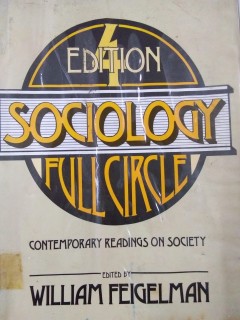 4
EDITION
SOCIOLOGY
FULL CIRCLE
CONTEMPORARY READINGS ON SOCIETY
EDITED BY
WILLIAM FEIGELMAN